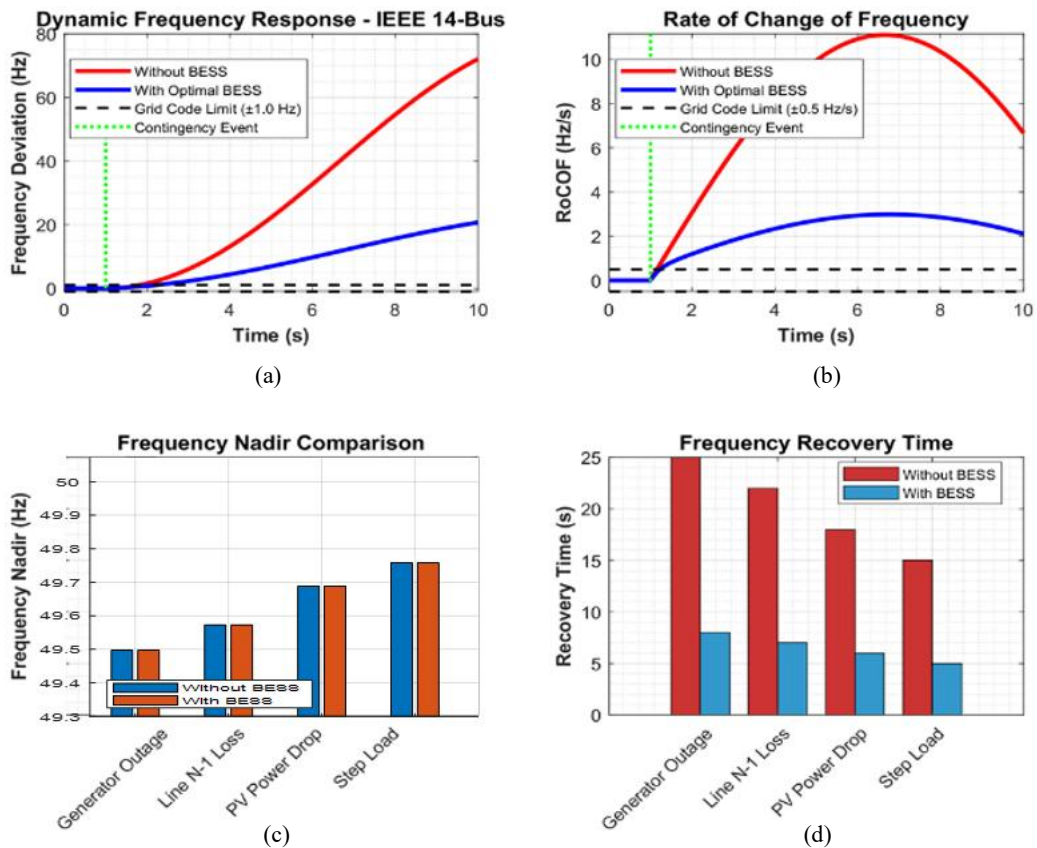 Dynamic Frequency Response - IEEE 14-Bus
Frequency Deviation (Hz)
80
60
40
20
0
Without BESS
With Optimal BESS
Grid Code Limit (±1.0 Hz)
Contingency Event
0 2 4 6 8 10
Time (s)
(a)
Rate of Change of Frequency
RoCOF (Hz/s)
10
8
6
4
2
0
Without BESS
With Optimal BESS
Grid Code Limit (±0.5 Hz/s)
Contingency Event
0 2 4 6 8 10
Time (s)
(b)
Frequency Nadir Comparison
Frequency Nadir (Hz)
50
49.9
49.8
49.7
49.6
49.5
49.4
49.3
Without BESS
With BESS
Generator Outage
Line N-1 Loss
PV Power Drop
Step Load
(c)
Frequency Recovery Time
Recovery Time (s)
25
20
15
10
5
0
Without BESS
With BESS
Generator Outage
Line N-1 Loss
PV Power Drop
Step Load
(d)